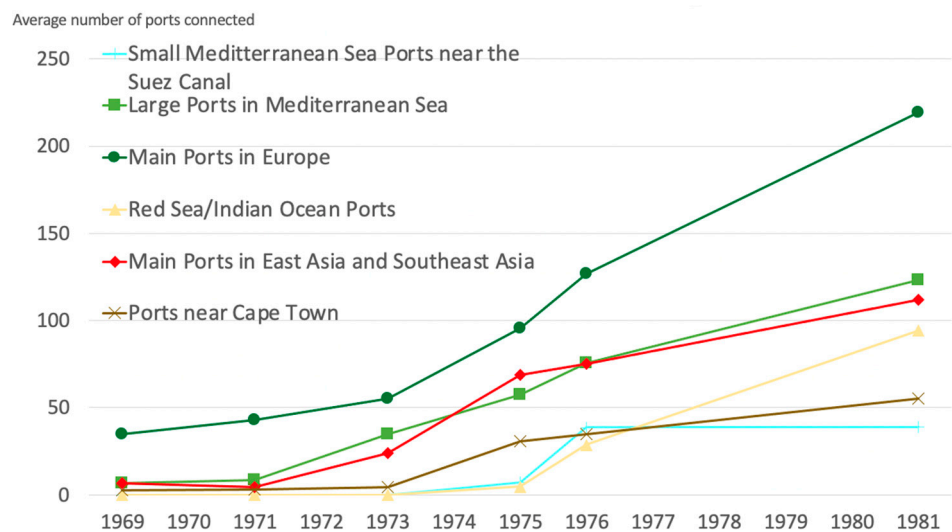 Average number of ports connected
250
Small Meditterranean Sea Ports near the
Suez Canal
Large Ports in Mediterranean Sea
200
Main Ports in Europe
Red Sea/Indian Ocean Ports
150
Main Ports in East Asia and Southeast Asia
Ports near Cape Town
100
50
0
1969 1970 1971 1972 1973 1974 1975 1976 1977 1978 1979 1980 1981